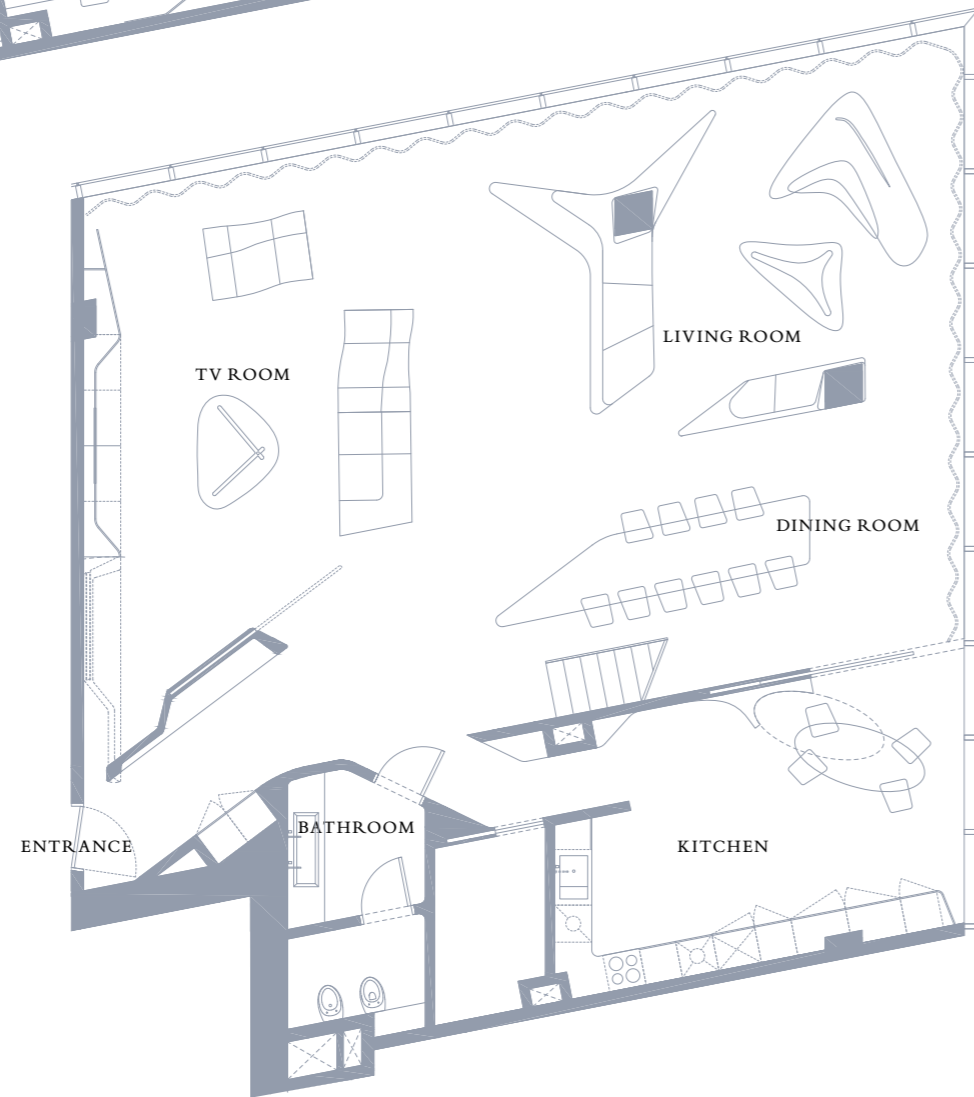 LIVING ROOM
TV ROOM
DINING ROOM
BATHROOM
ENTRANCE
KITCHEN